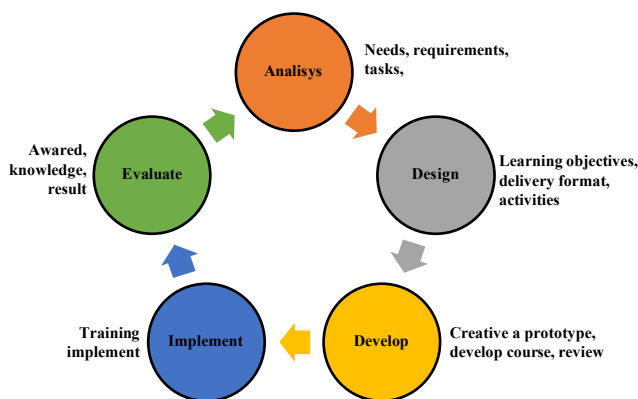 Analisys
Needs, requirements,
tasks,
Design
Learning objectives,
delivery format,
activities
Develop
Creative a prototype,
develop course, review
Implement
Training
implement
Evaluate
Awared,
knowledge,
result